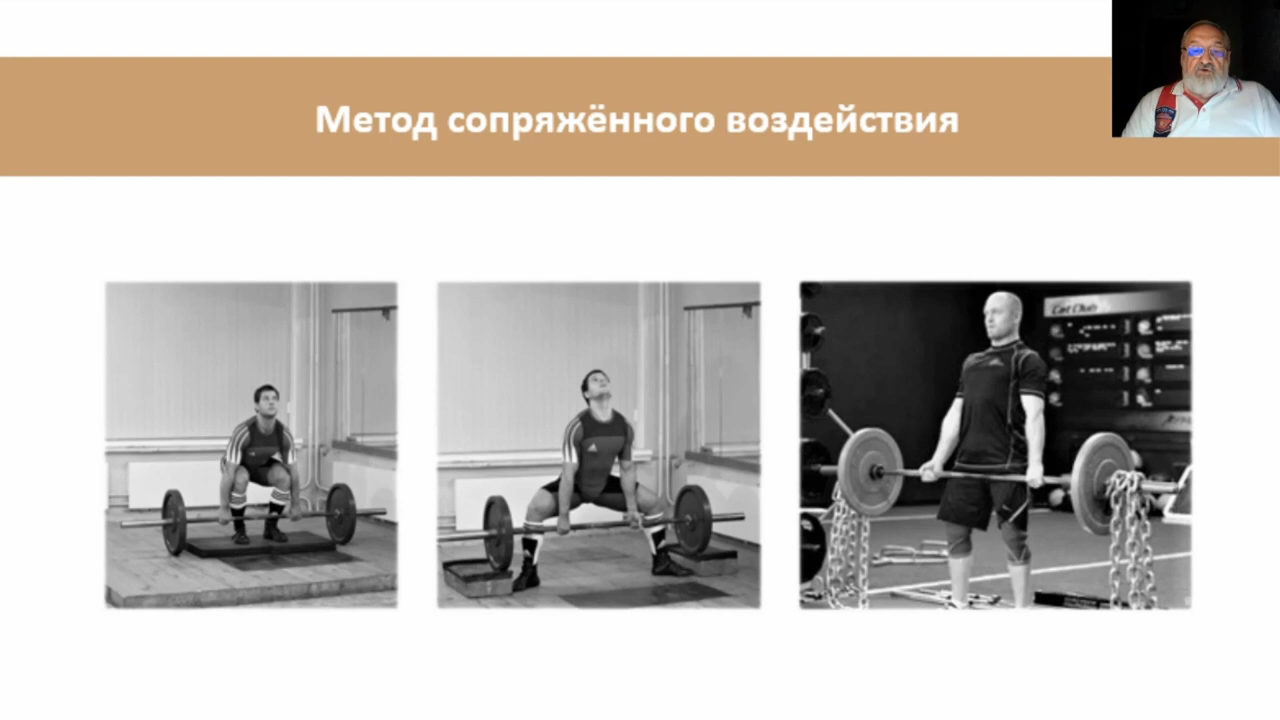 Метод сопряжённого воздействия